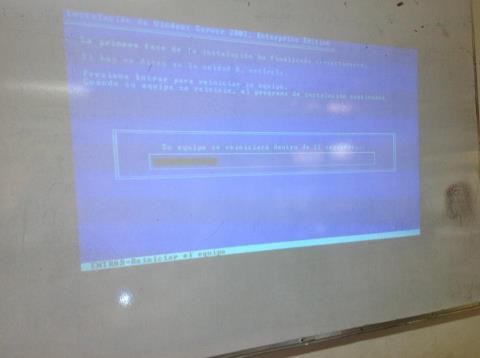 Instalación de Windows Server 2003, Enterprise Edition
La primera fase de la instalación ha finalizado correctamente.
Si hay un disco en la unidad A, extráigalo.
Presione Entrar para reiniciar su equipo.
Cuando su equipo se reinicie, el programa de instalación continuará.
Su equipo se reiniciará dentro de 11 segundos...
ENTRAR=Reiniciar el equipo